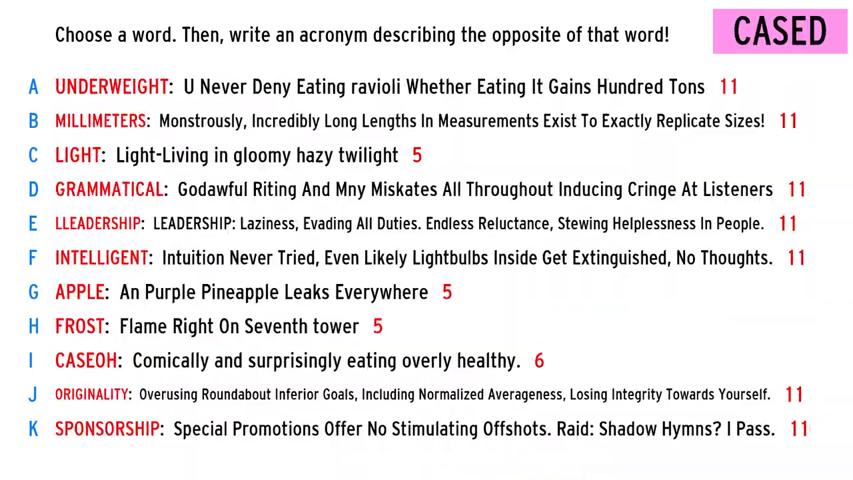 Choose a word. Then, write an acronym describing the opposite of that word!
CASED
A UNDERWEIGHT: U Never Deny Eating ravioli Whether Eating It Gains Hundred Tons 11
B MILLIMETERS: Monstrously, Incredibly Long Lengths In Measurements Exist To Exactly Replicate Sizes! 11
C LIGHT: Light-Living in gloomy hazy twilight 5
D GRAMMATICAL: Godawful Riting And Mny Miskates All Throughout Inducing Cringe At Listeners 11
E LLEADERSHIP: LEADERSHIP: Laziness, Evading All Duties. Endless Reluctance, Stewing Helplessness In People. 11
F INTELLIGENT: Intuition Never Tried, Even Likely Lightbulbs Inside Get Extinguished, No Thoughts. 11
G APPLE: An Purple Pineapple Leaks Everywhere 5
H FROST: Flame Right On Seventh tower 5
I CASEOH: Comically and surprisingly eating overly healthy. 6
J ORIGINALITY: Overusing Roundabout Inferior Goals, Including Normalized Averageness, Losing Integrity Towards Yourself. 11
K SPONSORSHIP: Special Promotions Offer No Stimulating Offshots. Raid: Shadow Hymns? I Pass. 11